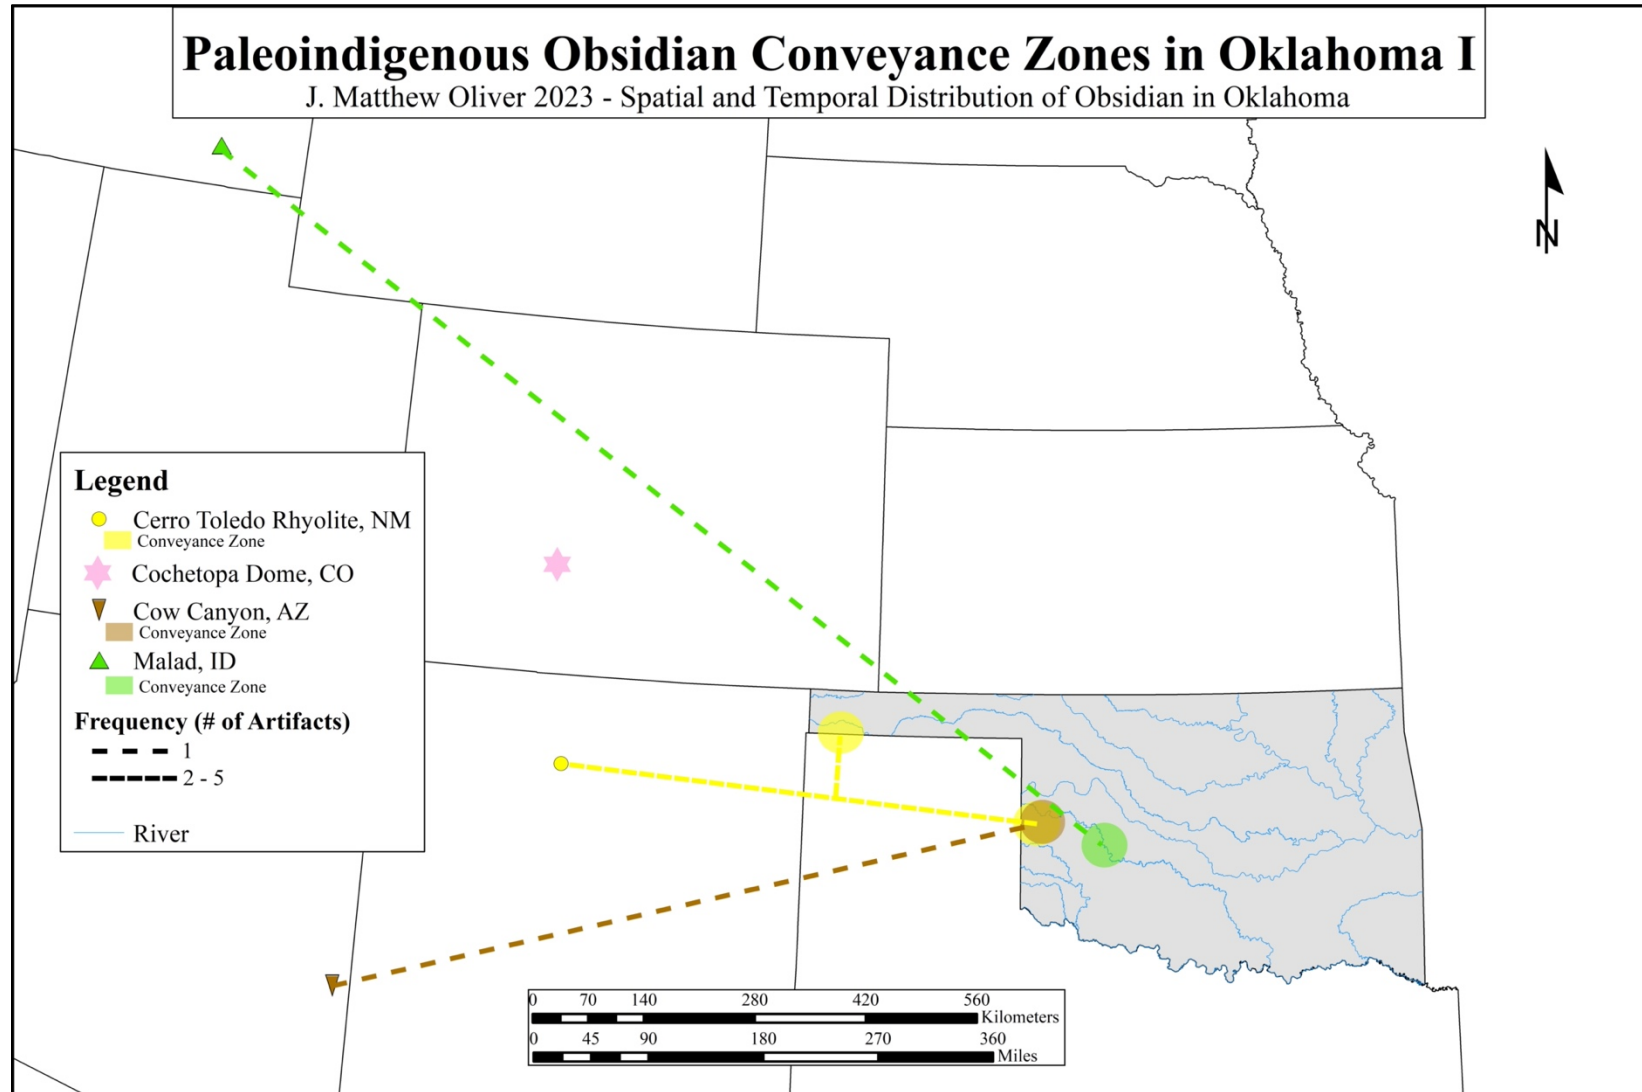 Paleoindigenous Obsidian Conveyance Zones in Oklahoma I
J. Matthew Oliver 2023 - Spatial and Temporal Distribution of Obsidian in Oklahoma
N
Legend
Cerro Toledo Rhyolite, NM
Conveyance Zone
Cochetopa Dome, CO
Cow Canyon, AZ
Conveyance Zone
Malad, ID
Conveyance Zone
Frequency (# of Artifacts)
1
2 - 5
River
0 70 140 280 420 560
Kilometers
0 45 90 180 270 360
Miles